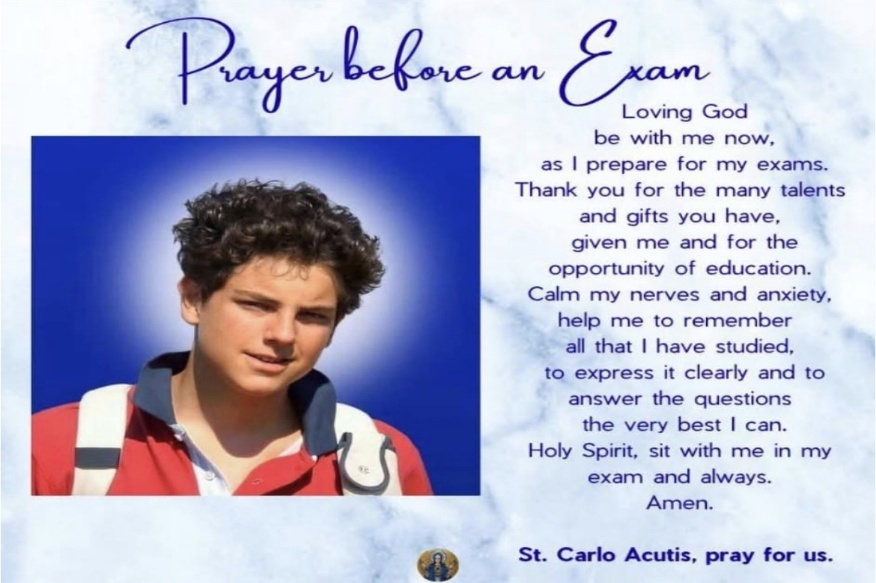 Prayer before an Exam
Loving God
be with me now,
as I prepare for my exams.
Thank you for the many talents
and gifts you have,
given me and for the
opportunity of education.
Calm my nerves and anxiety,
help me to remember
all that I have studied,
to express it clearly and to
answer the questions
the very best I can.
Holy Spirit, sit with me in my
exam and always.
Amen.
St. Carlo Acutis, pray for us.